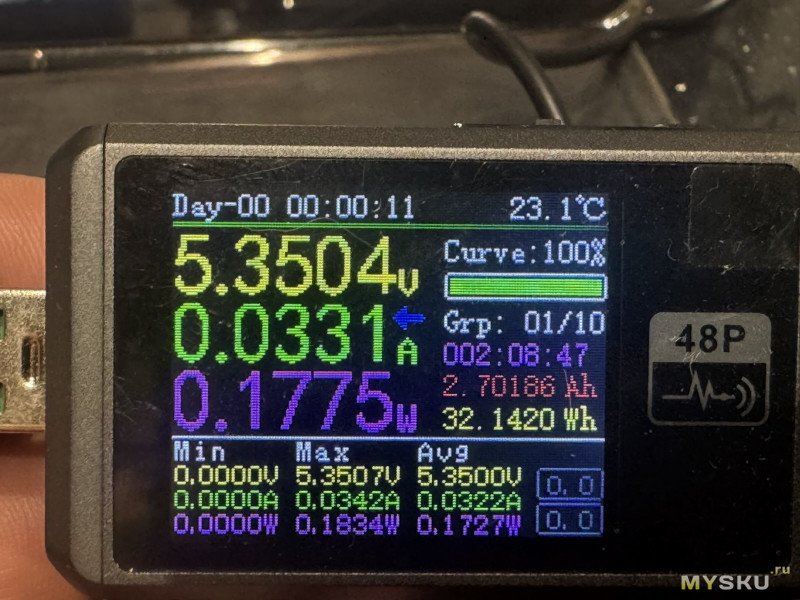 Day-00 00:00:11 23.1℃
5.3504V
Curve:100%
0.0331A
Grp: 01/10
002:08:47
0.1775W
2.70186 Ah
32.1420 Wh
Min Max Avg
0.0000V 5.3507V 5.3500V
0.0000A 0.0342A 0.0322A
0.0000W 0.1834W 0.1727W
0.0
0.0
48P
MYSKU.ru